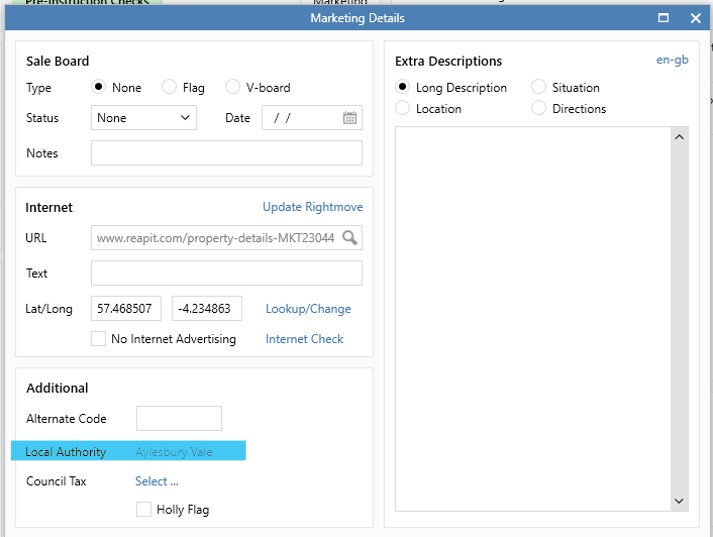 Pre-Instruction Checks
Marketing
Marketing Details
Sale Board
Type None Flag V-board
Status None Date / /
Notes
Internet Update Rightmove
URL www.reapit.com/property-details-MKT23044
Text
Lat/Long 57.468507 -4.234863 Lookup/Change
No Internet Advertising Internet Check
Additional
Alternate Code
Local Authority Aylesbury Vale
Council Tax Select ...
Holly Flag
Extra Descriptions en-gb
Long Description Situation
Location Directions